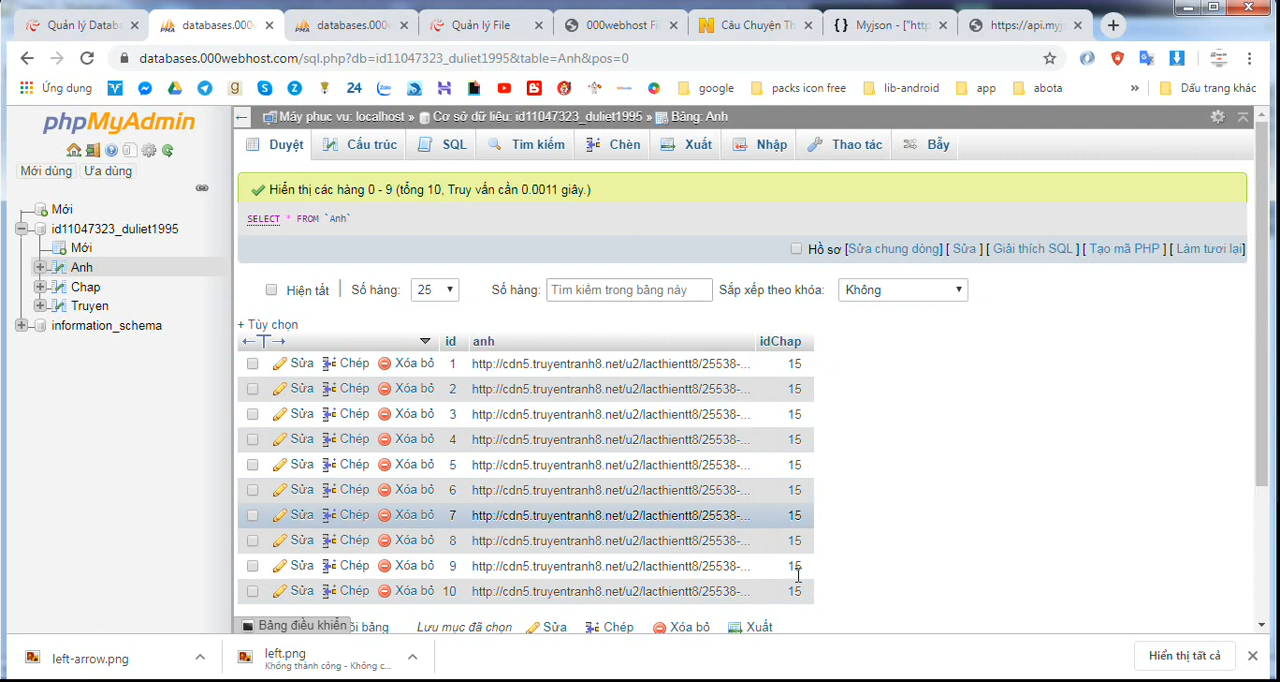 Quản lý Datab
databases.000
databases.000
Quản lý File
000webhost Fi
Câu Chuyện Th
Myjson - ["http
https://api.myj
databases.000webhost.com/sql.php?db=id11047323_duliet1995&table=Anh&pos=0
Ứng dụng
24
google
packs icon free
lib-android
app
abota
»
Dấu trang khác
phpMyAdmin
Mới dùng
Ưa dùng
Mới
id11047323_duliet1995
Mới
Anh
Chap
Truyen
information_schema
Máy phục vụ: localhost » Cơ sở dữ liệu: id11047323_duliet1995 » Bảng: Anh
Duyệt
Cấu trúc
SQL
Tìm kiếm
Chèn
Xuất
Nhập
Thao tác
Bẫy
Hiển thị các hàng 0 - 9 (tổng 10, Truy vấn cần 0.0011 giây.)
SELECT * FROM `Anh`
Hồ sơ [Sửa chung dòng] [ Sửa ] [ Giải thích SQL ] [ Tạo mã PHP ] [ Làm tươi lại]
Hiện tất
Số hàng:
25
Số hàng:
Tìm kiếm trong bảng này
Sắp xếp theo khóa:
Không
+ Tùy chọn
←T→
id
anh
idChap
Sửa Chép Xóa bỏ 1 http://cdn5.truyentranh8.net/u2/lacthientt8/25538-... 15
Sửa Chép Xóa bỏ 2 http://cdn5.truyentranh8.net/u2/lacthientt8/25538-... 15
Sửa Chép Xóa bỏ 3 http://cdn5.truyentranh8.net/u2/lacthientt8/25538-... 15
Sửa Chép Xóa bỏ 4 http://cdn5.truyentranh8.net/u2/lacthientt8/25538-... 15
Sửa Chép Xóa bỏ 5 http://cdn5.truyentranh8.net/u2/lacthientt8/25538-... 15
Sửa Chép Xóa bỏ 6 http://cdn5.truyentranh8.net/u2/lacthientt8/25538-... 15
Sửa Chép Xóa bỏ 7 http://cdn5.truyentranh8.net/u2/lacthientt8/25538-... 15
Sửa Chép Xóa bỏ 8 http://cdn5.truyentranh8.net/u2/lacthientt8/25538-... 15
Sửa Chép Xóa bỏ 9 http://cdn5.truyentranh8.net/u2/lacthientt8/25538-... 15
Sửa Chép Xóa bỏ 10 http://cdn5.truyentranh8.net/u2/lacthientt8/25538-... 15
Bảng điều khiển
bảng
Lưu mục đã chọn
Sửa
Chép
Xóa bỏ
Xuất
left-arrow.png
left.png
Không thành công - Không c...
Hiển thị tất cả